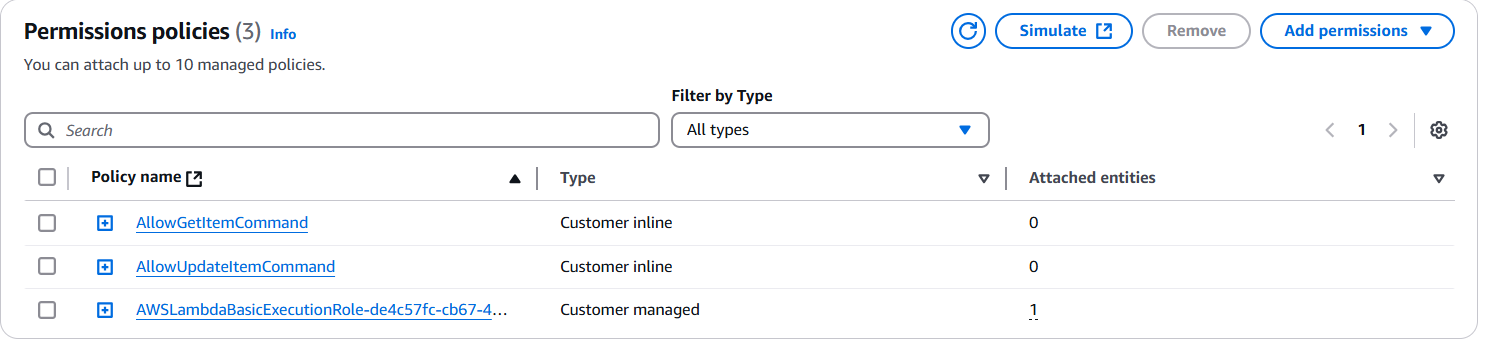 Permissions policies (3) Info
Simulate
Remove
Add permissions
You can attach up to 10 managed policies.
Filter by Type
Search
All types
1
Policy name
Type
Attached entities
AllowGetItemCommand
Customer inline
0
AllowUpdateItemCommand
Customer inline
0
AWSLambdaBasicExecutionRole-de4c57fc-cb67-4...
Customer managed
1